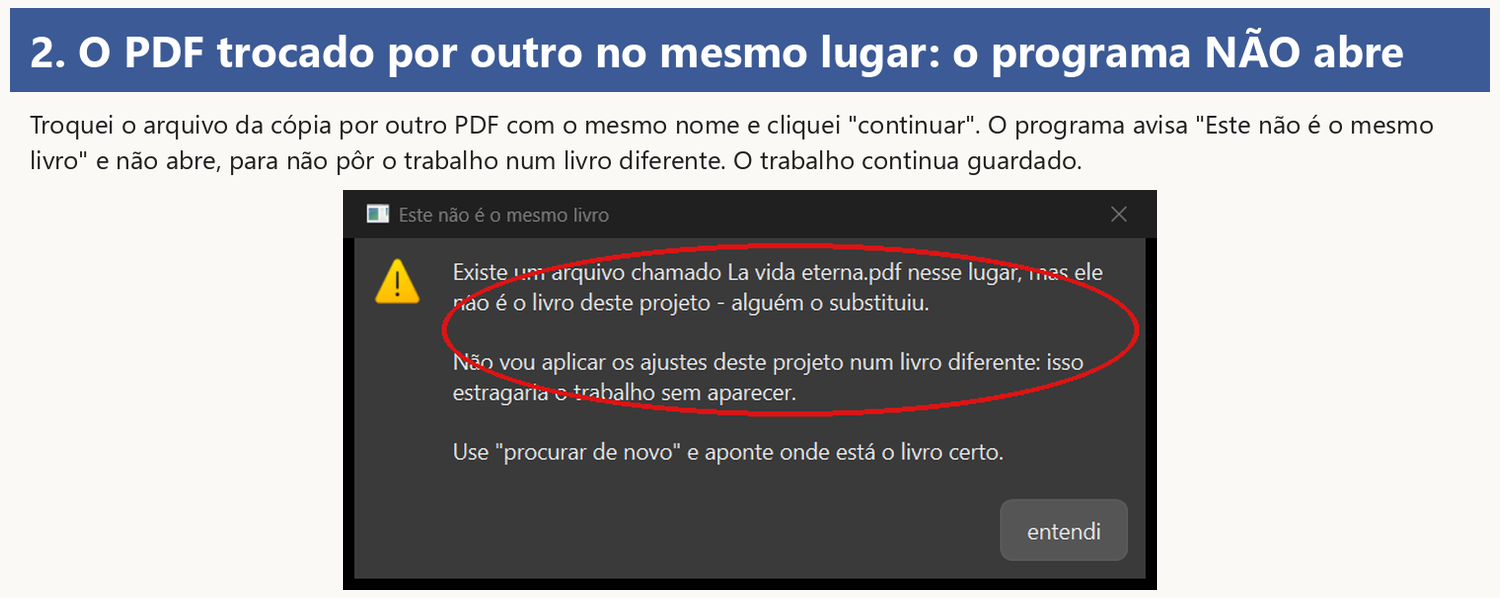 2. O PDF trocado por outro no mesmo lugar: o programa NÃO abre
Troquei o arquivo da cópia por outro PDF com o mesmo nome e cliquei "continuar". O programa avisa "Este não é o mesmo
livro" e não abre, para não pôr o trabalho num livro diferente. O trabalho continua guardado.
Este não é o mesmo livro
Existe um arquivo chamado La vida eterna.pdf nesse lugar, mas ele
não é o livro deste projeto - alguém o substituiu.
Não vou aplicar os ajustes deste projeto num livro diferente: isso
estragaria o trabalho sem aparecer.
Use "procurar de novo" e aponte onde está o livro certo.
entendi